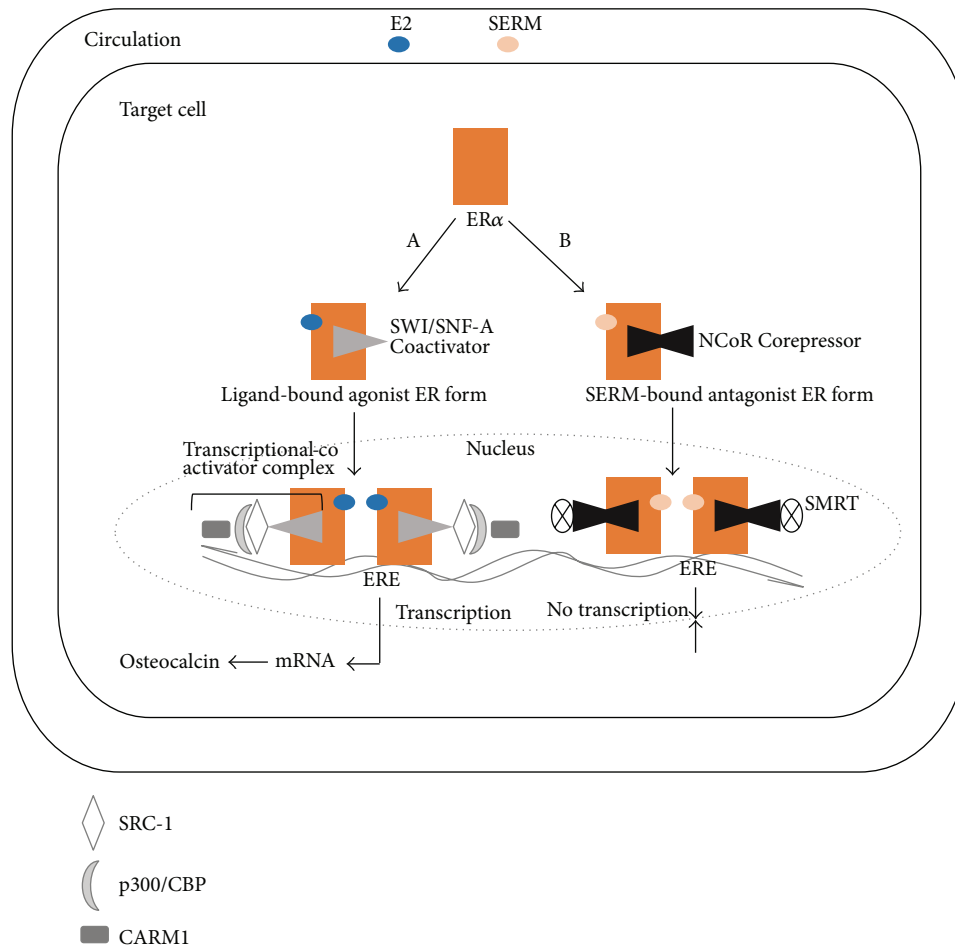 E2
SERM
Circulation
Target cell
ERα
A
B
SWI/SNF-A
Coactivator
NCoR Corepressor
Ligand-bound agonist ER form
SERM-bound antagonist ER form
Transcriptional-co
activator complex
Nucleus
SMRT
ERE
ERE
Transcription
No transcription
Osteocalcin
mRNA
SRC-1
p300/CBP
CARM1